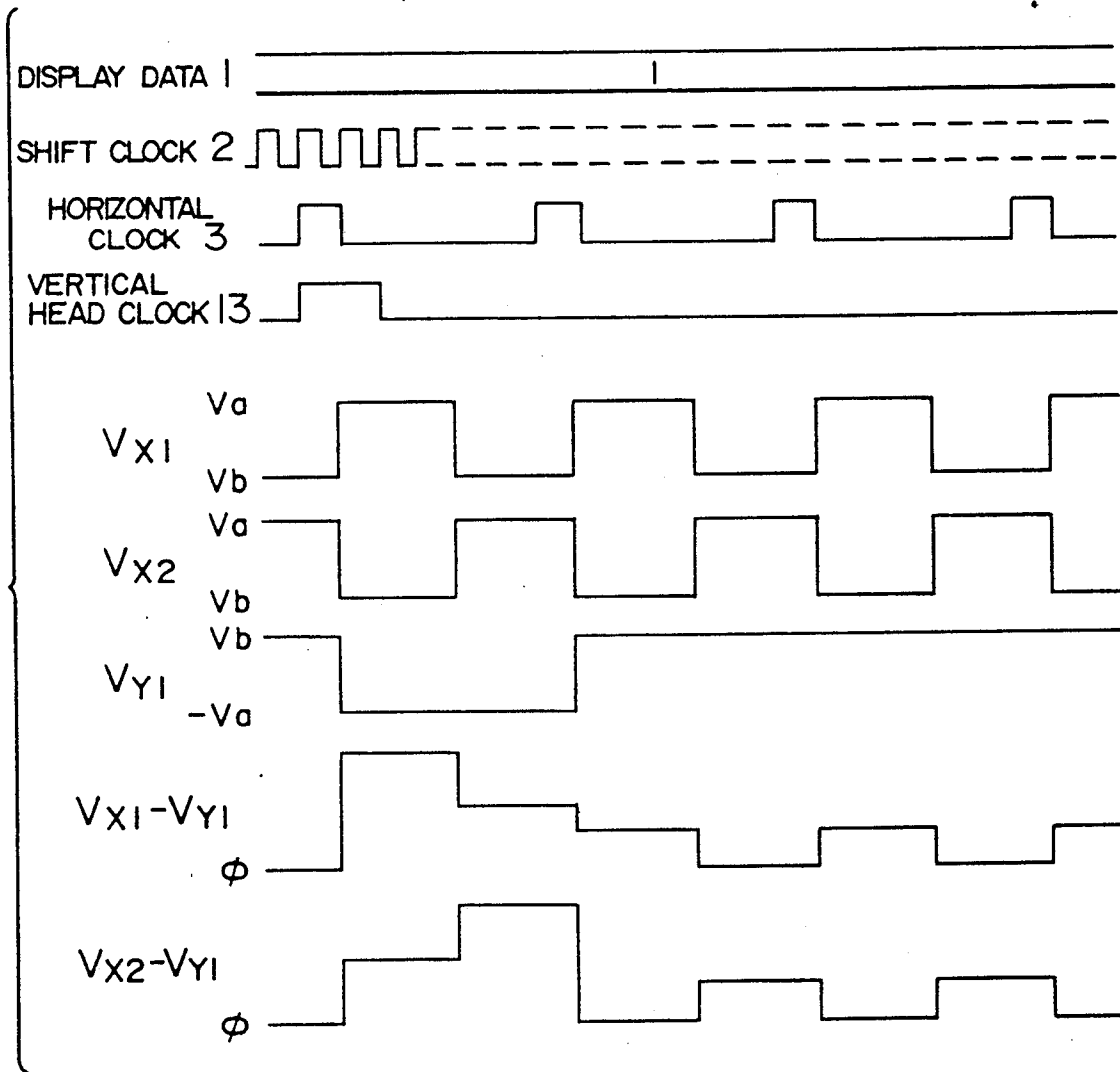 DISPLAY DATA 1
1
SHIFT CLOCK 2
HORIZONTAL
CLOCK 3
VERTICAL
HEAD CLOCK 13
Va
VX1
Vb
Va
VX2
Vb
Vb
VY1
-Va
VX1-VY1
φ
VX2-VY1
φ